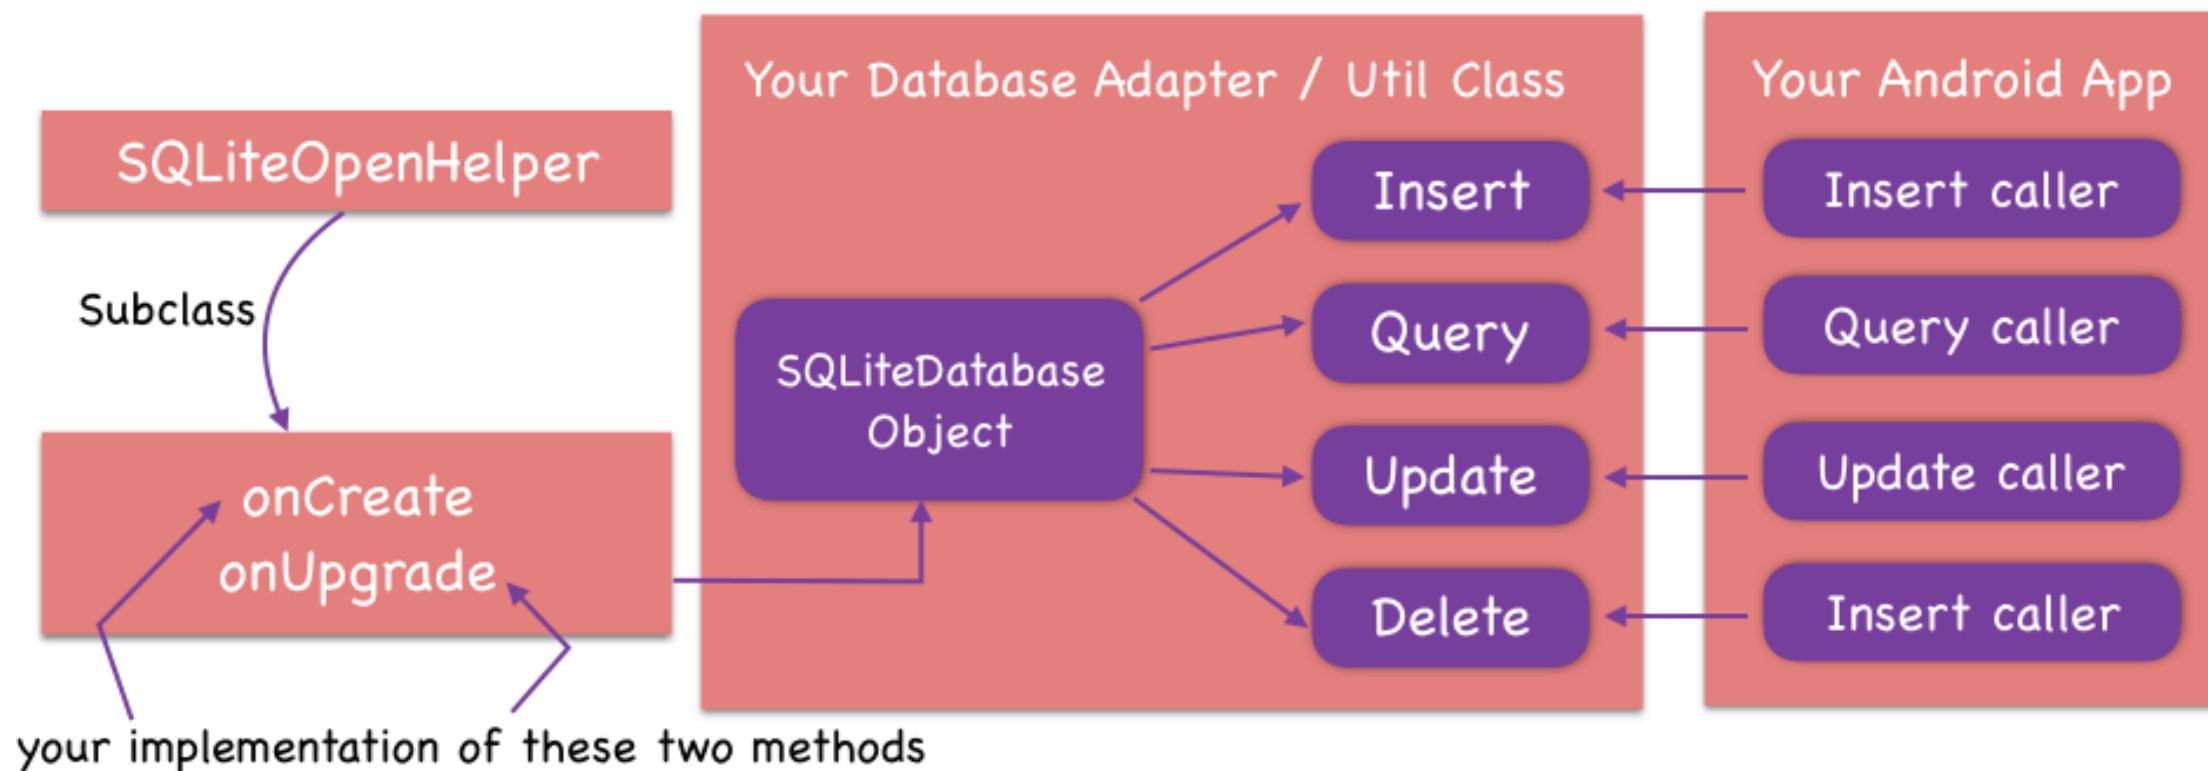 SQLiteOpenHelper
Subclass
onCreate
onUpgrade
your implementation of these two methods
Your Database Adapter / Util Class
SQLiteDatabase
Object
Insert
Query
Update
Delete
Your Android App
Insert caller
Query caller
Update caller
Insert caller